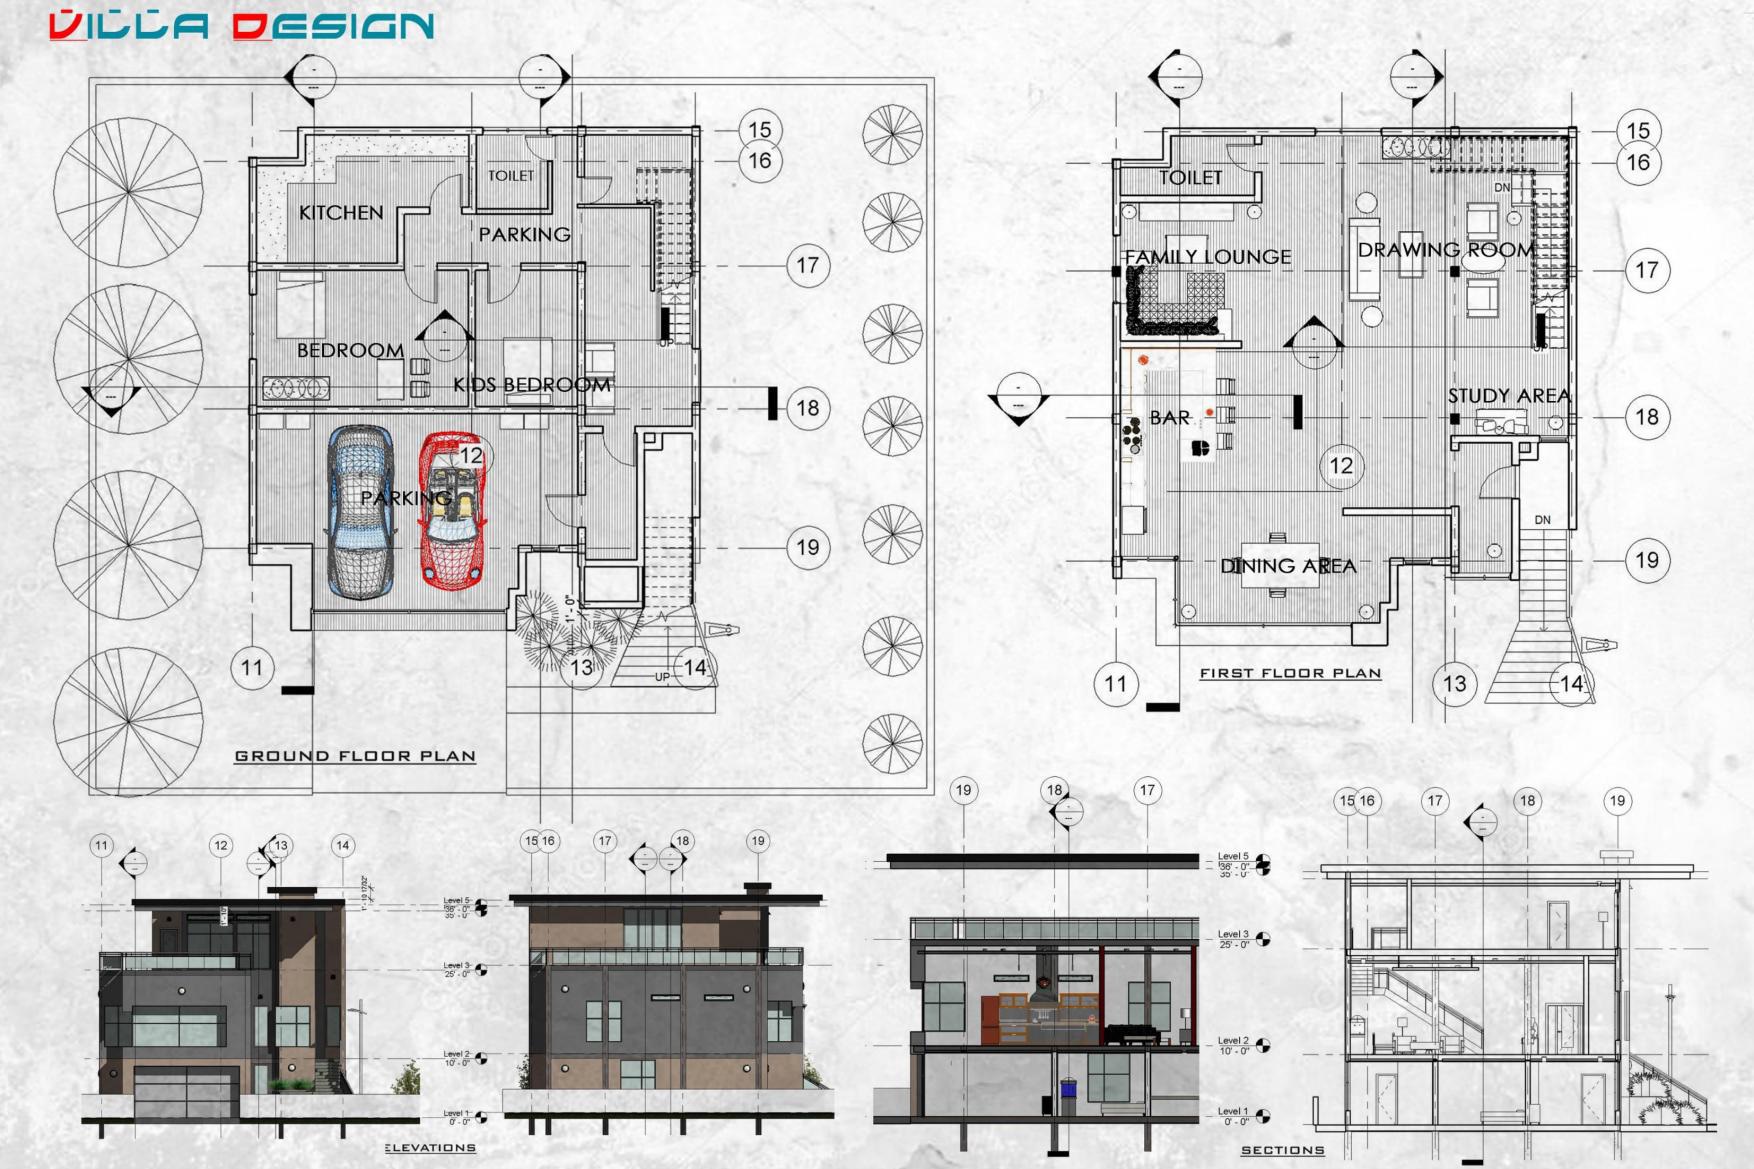 VILLA DESIGN
15
16
TOILET
KITCHEN
PARKING
17
BEDROOM
KIDS BEDROOM
18
12
PARKING
19
1' - 0"
11
13
UP
14
UP
GROUND FLOOR PLAN
15
16
TOILET
DN
FAMILY LOUNGE
DRAWING ROOM
17
UP
STUDY AREA
BAR
18
12
DN
DINING AREA
19
11
13
14
FIRST FLOOR PLAN
11
12
13
14
Level 5
36' - 0"
35' - 0"
Level 3
25' - 0"
Level 2
10' - 0"
Level 1
0' - 0"
15
16
17
18
19
ELEVATIONS
19
18
17
Level 5
36' - 0"
35' - 0"
Level 3
25' - 0"
Level 2
10' - 0"
Level 1
0' - 0"
15
16
17
18
19
SECTIONS